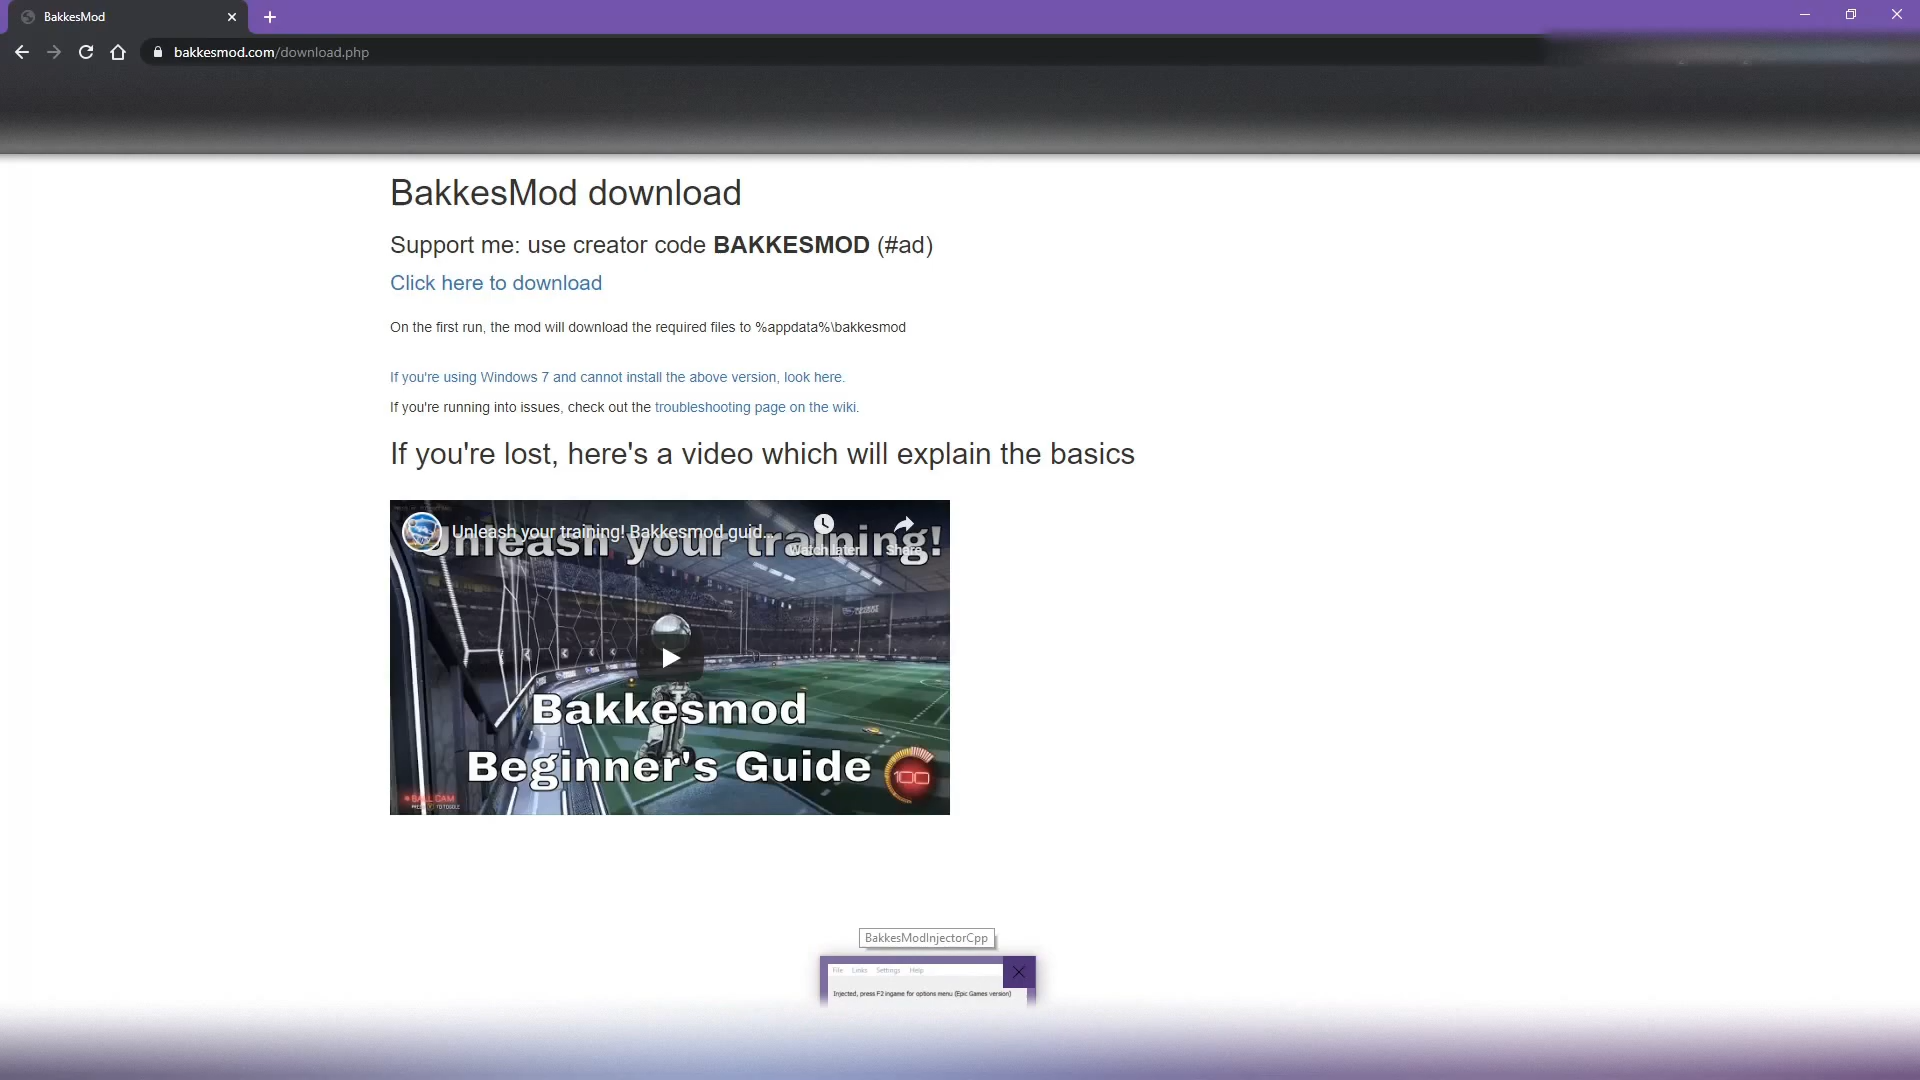 BakkesMod
bakkesmod.com/download.php
BakkesMod download
Support me: use creator code BAKKESMOD (#ad)
Click here to download
On the first run, the mod will download the required files to %appdata%\bakkesmod
If you're using Windows 7 and cannot install the above version, look here.
If you're running into issues, check out the troubleshooting page on the wiki.
If you're lost, here's a video which will explain the basics
Unleash your training! Bakkesmod guid...
Watch later
Share
Unleash your training!
Bakkesmod
Beginner's Guide
100
BALL CAM
BakkesModInjectorCpp
File Links Settings Help
Injected, press F2 ingame for options menu (Epic Games version)